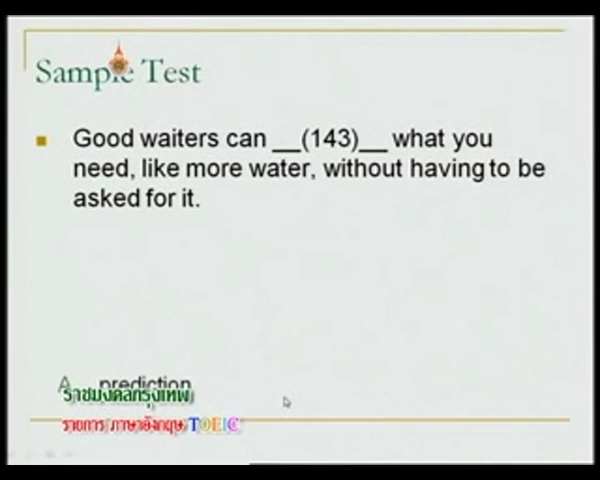 Sample Test
Good waiters can __(143)__ what you
need, like more water, without having to be
asked for it.
A. prediction
ราชมงคลกรุงเทพ
รายการ ภาษาอังกฤษ TOEIC